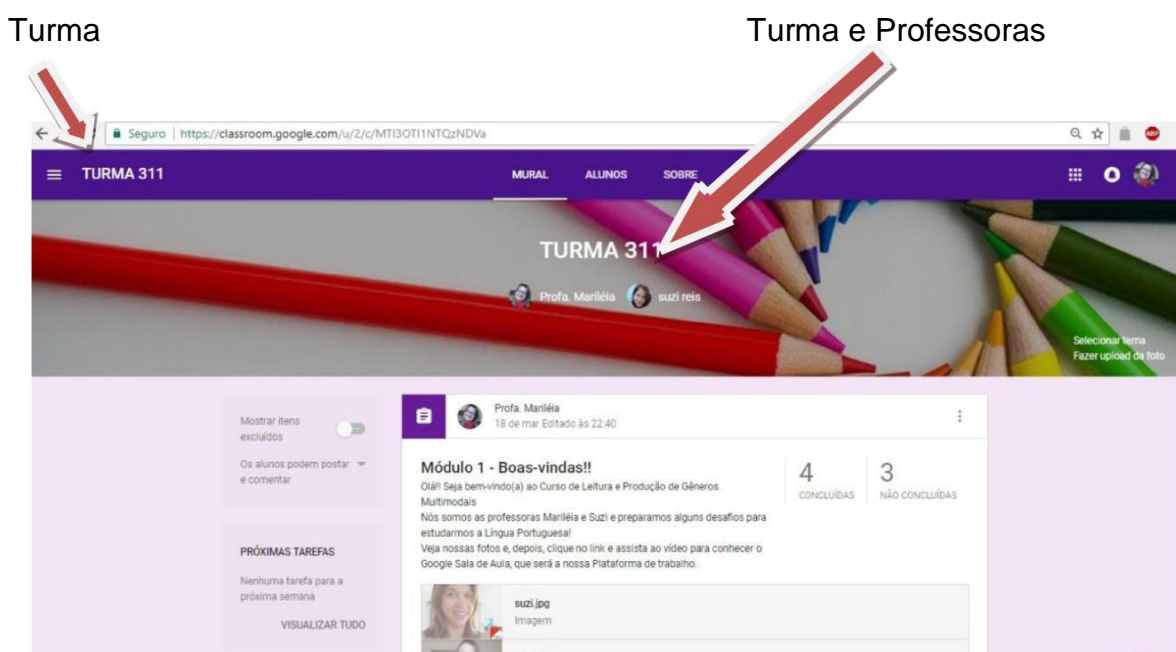 Turma
Turma e Professoras
Seguro | https://classroom.google.com/u/2/c/MTI3OTI1NTQzNDVa
ABP
TURMA 311
MURAL ALUNOS SOBRE
TURMA 311
Profa. Mariléia suzi reis
Selecionar tema
Fazer upload da foto
Mostrar itens
excluídos
Os alunos podem postar
e comentar
PRÓXIMAS TAREFAS
Nenhuma tarefa para a
próxima semana
VISUALIZAR TUDO
Profa. Mariléia
18 de mar Editado às 22:40
Módulo 1 - Boas-vindas!!
Olá!! Seja bem-vindo(a) ao Curso de Leitura e Produção de Gêneros
Multimodais
Nós somos as professoras Mariléia e Suzi e preparamos alguns desafios para
estudarmos a Língua Portuguesa!
Veja nossas fotos e, depois, clique no link e assista ao vídeo para conhecer o
Google Sala de Aula, que será a nossa Plataforma de trabalho.
4
CONCLUÍDAS
3
NÃO CONCLUÍDAS
suzi.jpg
Imagem